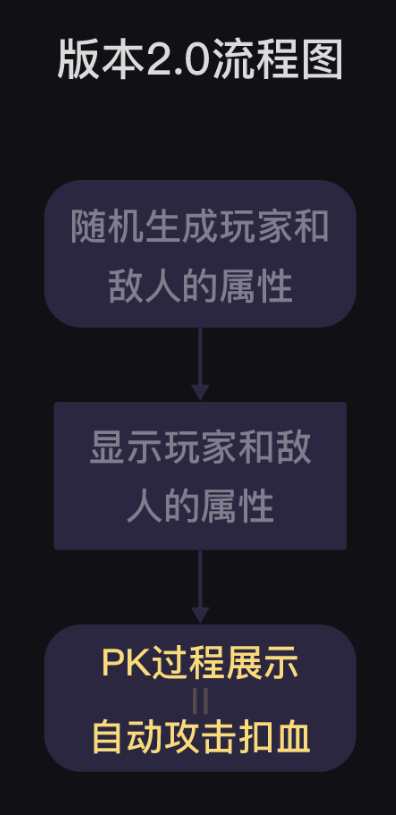 版本2.0流程图
随机生成玩家和
敌人的属性
显示玩家和敌
人的属性
PK过程展示
||
自动攻击扣血